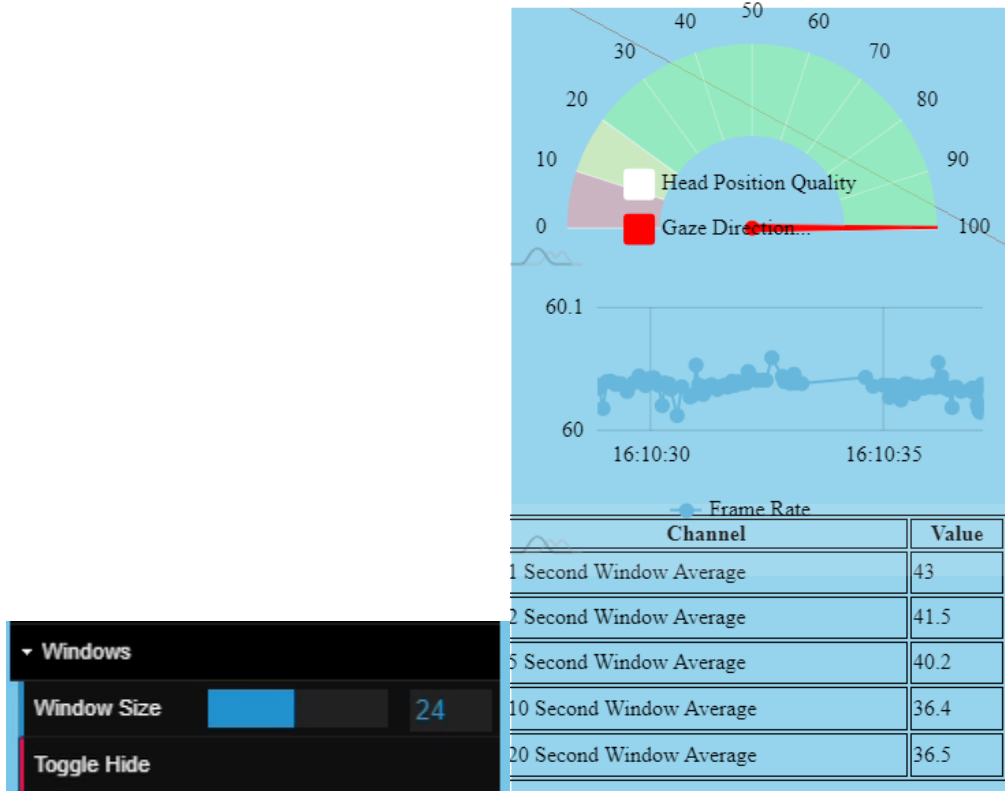 50
40 60
30 70
20 80
10 90
Head Position Quality
0 100
Gaze Direction...
60.1
60
16:10:30 16:10:35
Frame Rate
Channel Value
1 Second Window Average 43
2 Second Window Average 41.5
5 Second Window Average 40.2
10 Second Window Average 36.4
20 Second Window Average 36.5
Windows
Window Size 24
Toggle Hide